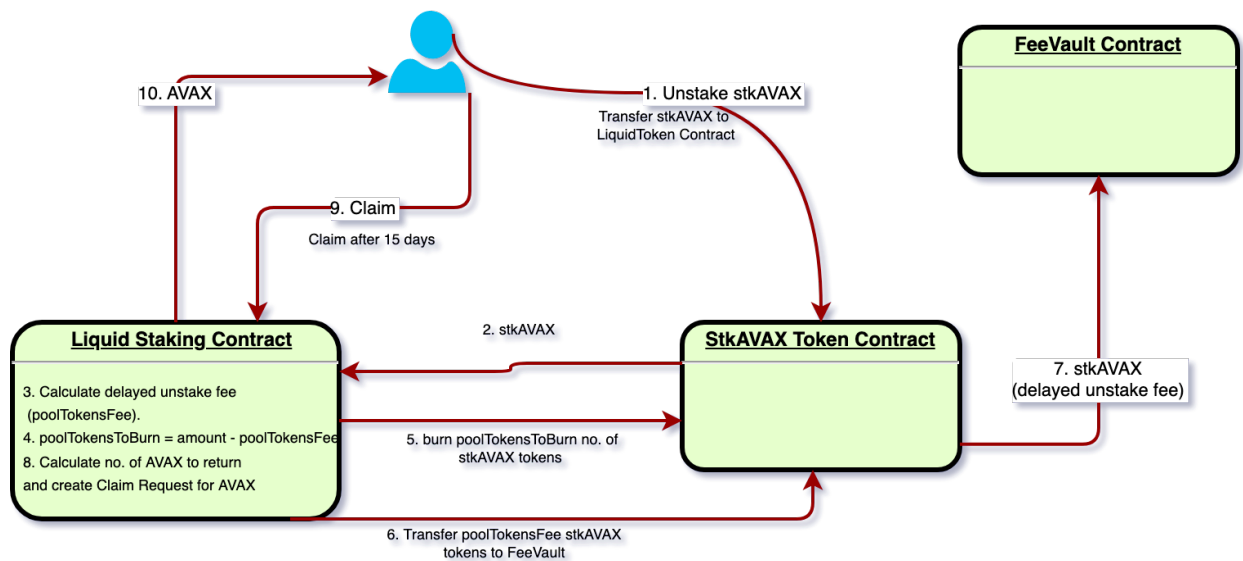 FeeVault Contract
10. AVAX
1. Unstake stkAVAX
Transfer stkAVAX to
LiquidToken Contract
9. Claim
Claim after 15 days
Liquid Staking Contract
3. Calculate delayed unstake fee
(poolTokensFee).
4. poolTokensToBurn = amount - poolTokensFee
8. Calculate no. of AVAX to return
and create Claim Request for AVAX
2. stkAVAX
StkAVAX Token Contract
5. burn poolTokensToBurn no. of
stkAVAX tokens
7. stkAVAX
(delayed unstake fee)
6. Transfer poolTokensFee stkAVAX
tokens to FeeVault